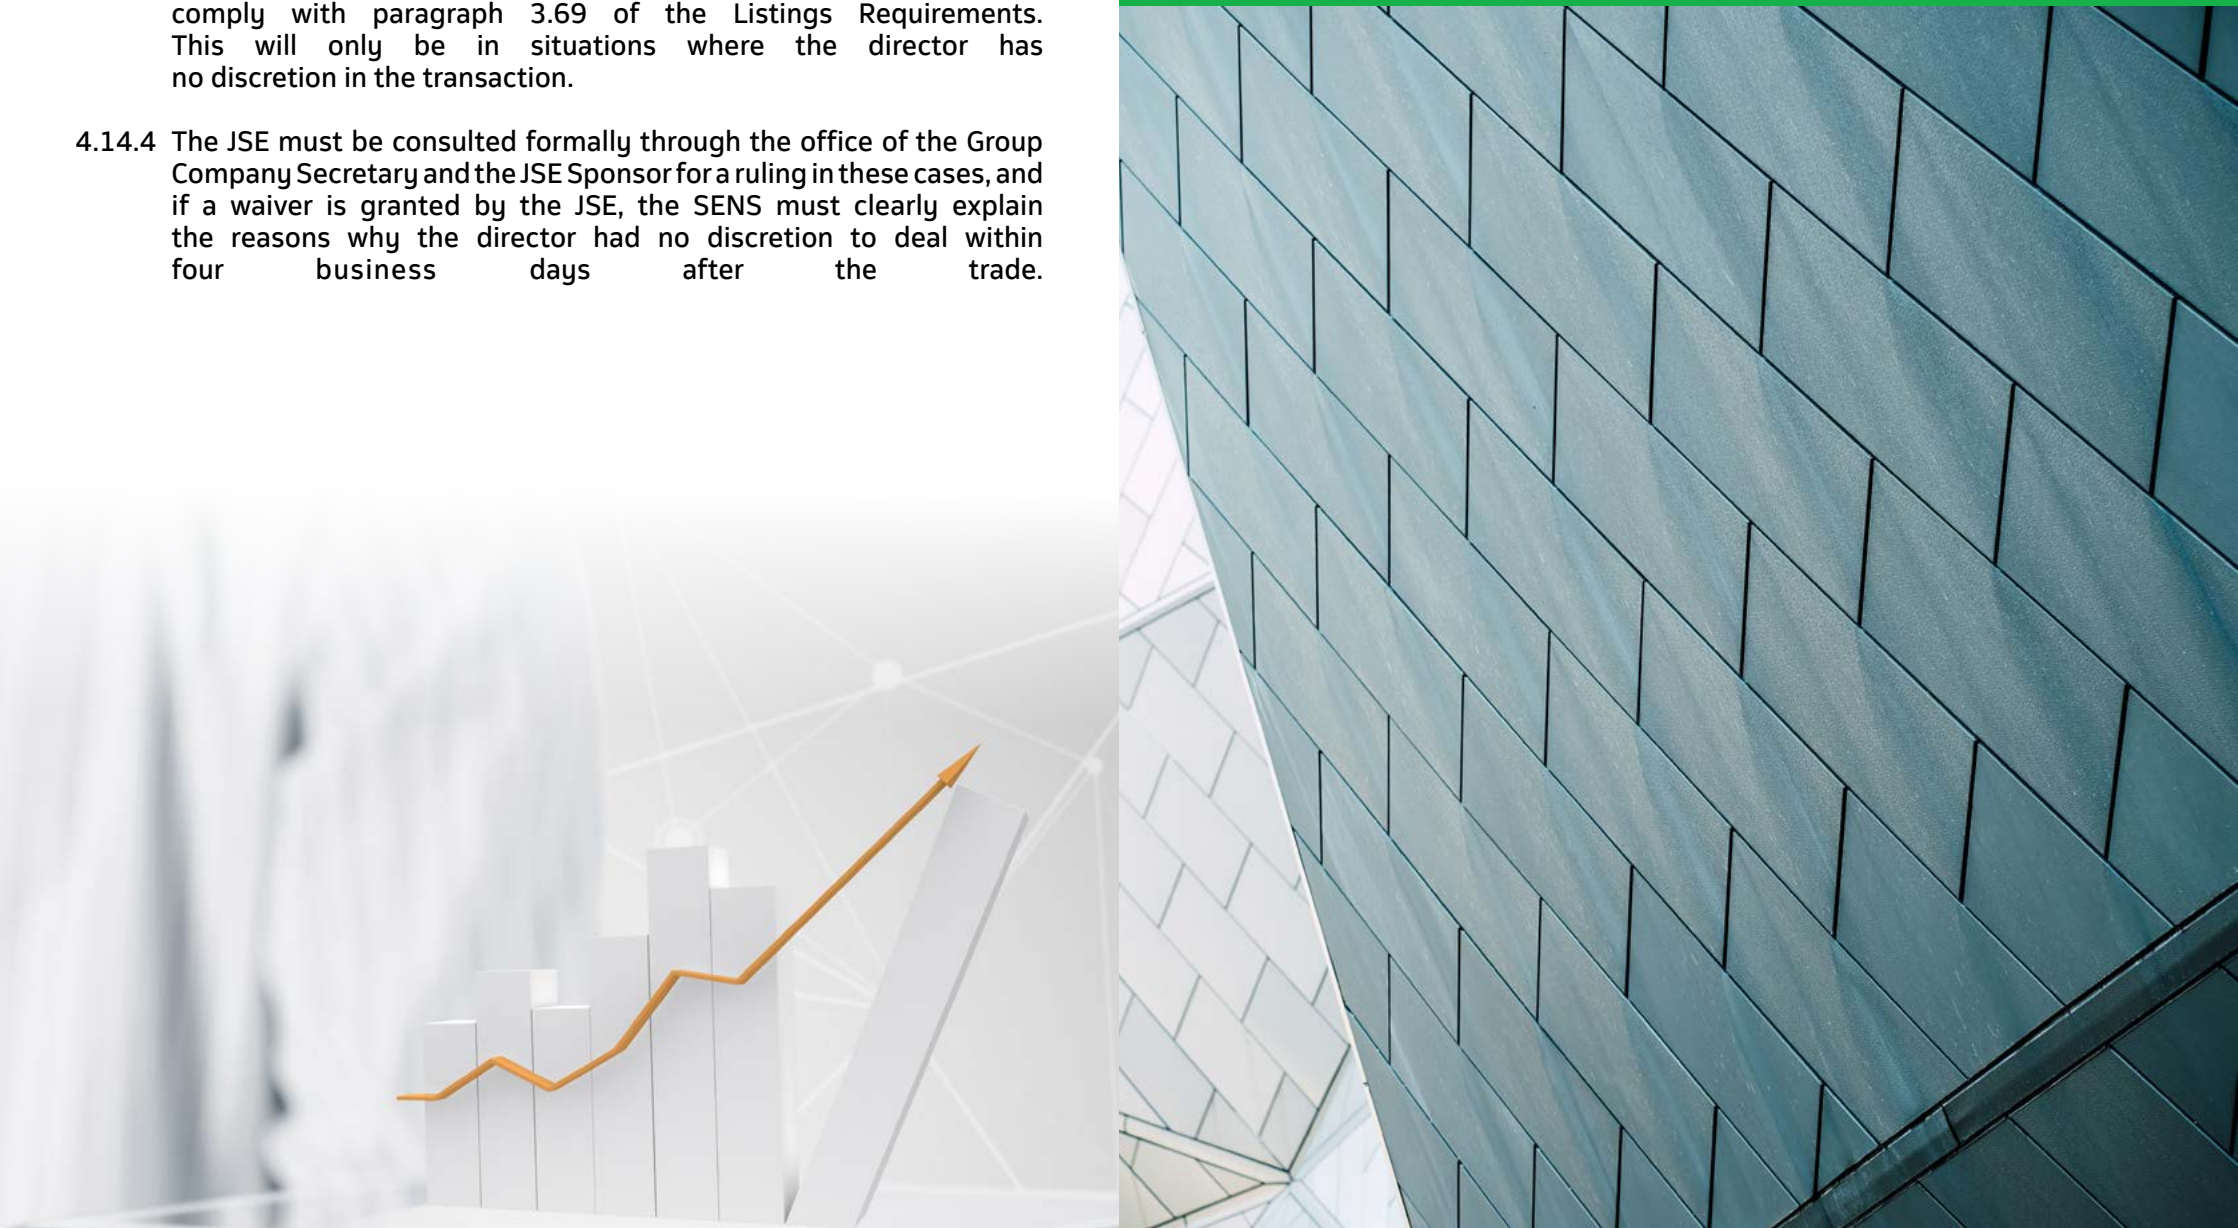 comply with paragraph 3.69 of the Listings Requirements.
This will only be in situations where the director has
no discretion in the transaction.
4.14.4 The JSE must be consulted formally through the office of the Group
Company Secretary and the JSE Sponsor for a ruling in these cases, and
if a waiver is granted by the JSE, the SENS must clearly explain
the reasons why the director had no discretion to deal within
four business days after the trade.